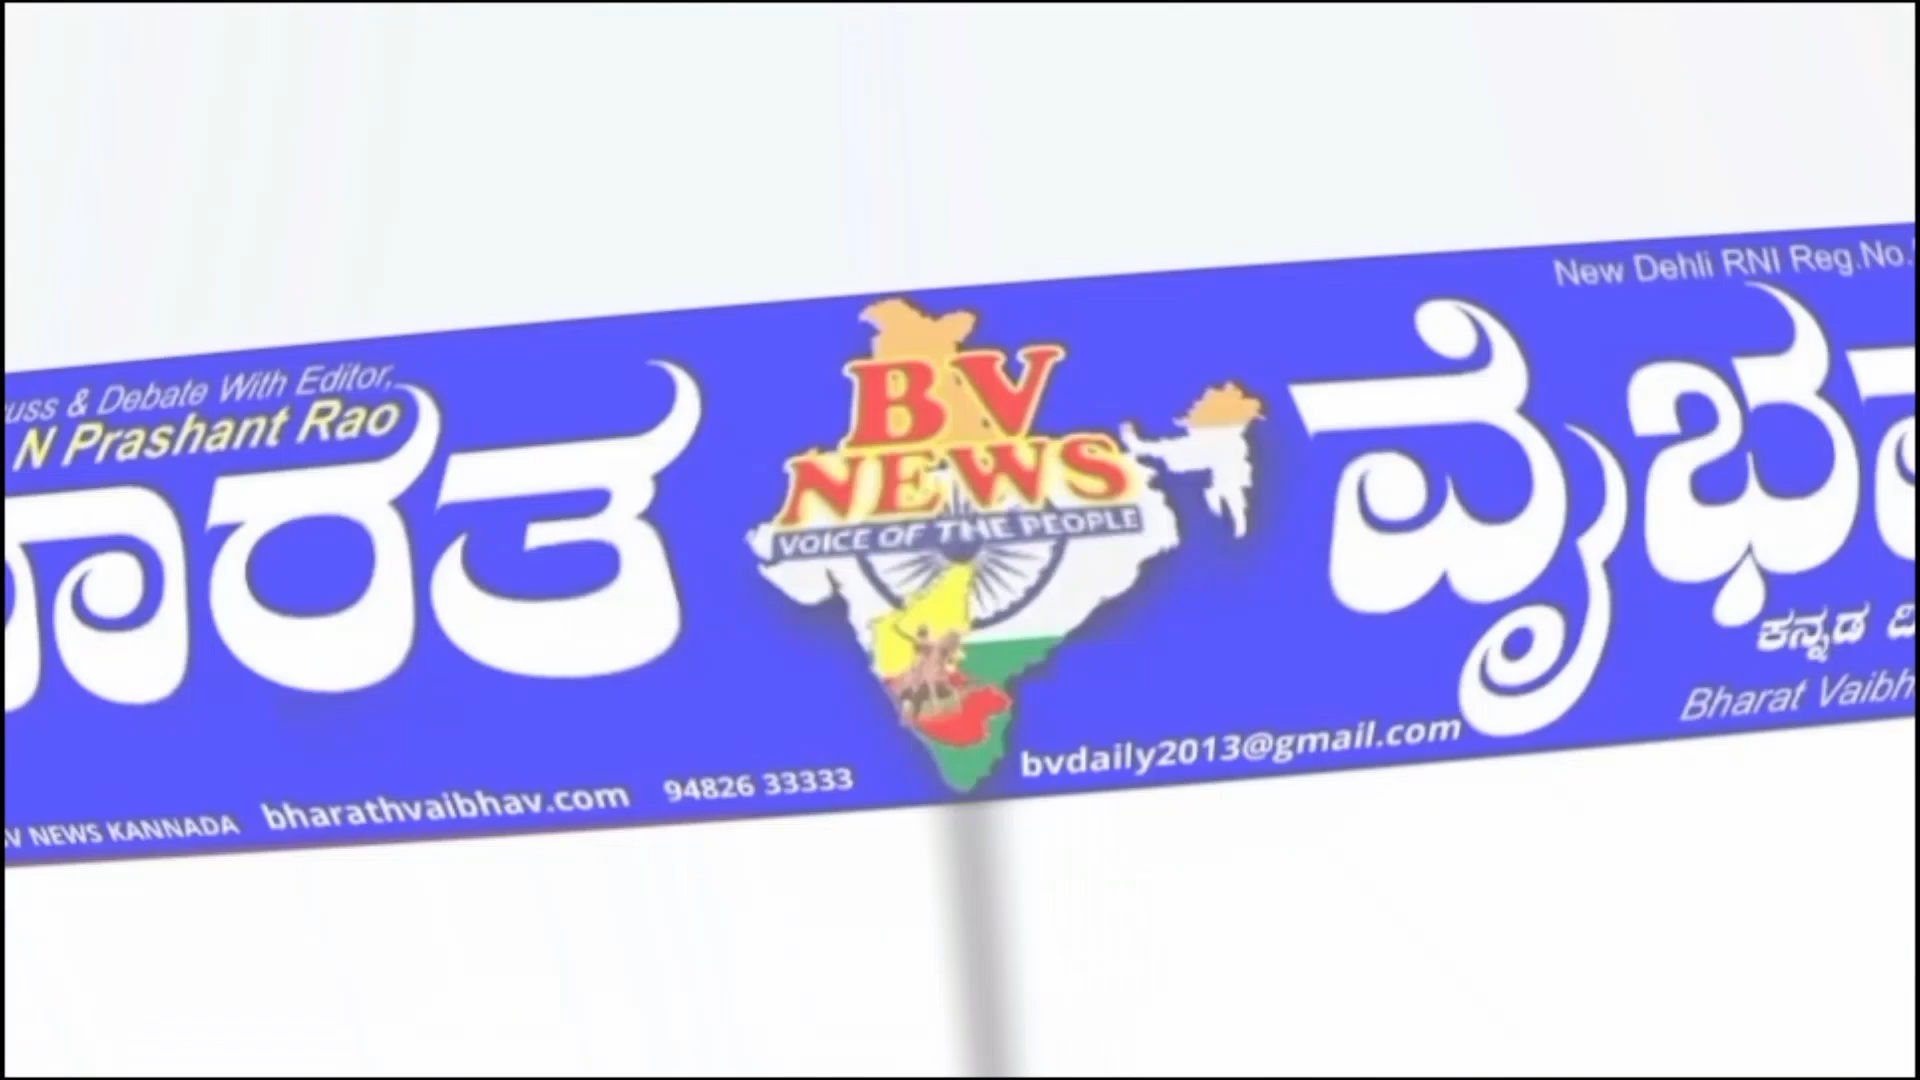 New Dehli RNI Reg.No.
& Debate With Editor,
N Prashant Rao
ಭಾರತ
BV
NEWS
VOICE OF THE PEOPLE
ವೈಭವ
ಕನ್ನಡ
Bharat Vaibh
NEWS KANNADA bharathvaibhav.com 94826 33333 bvdaily2013@gmail.com